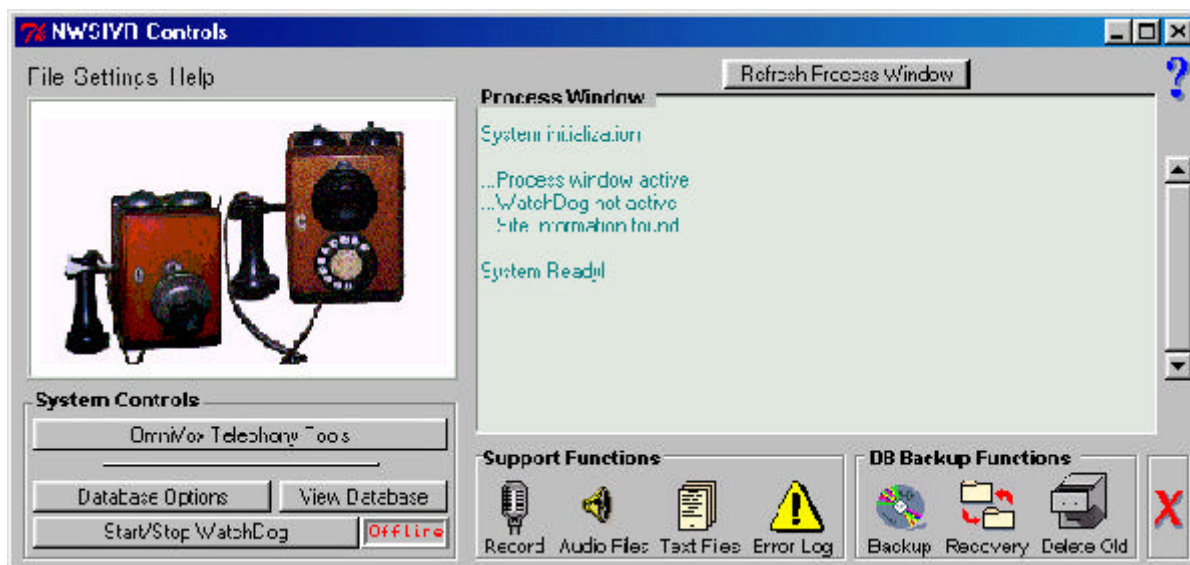 NWSIVR Controls
File Settings Help
Refresh Process Window
?
Process Window
System initialization
...Process window active
...WatchDog not active
...Site information found
System Ready!
System Controls
OmniVox Telephony Tools
Database Options
View Database
Start/Stop WatchDog
Offline
Support Functions
Record
Audio Files
Text Files
Error Log
DB Backup Functions
Backup
Recovery
Delete Old
X